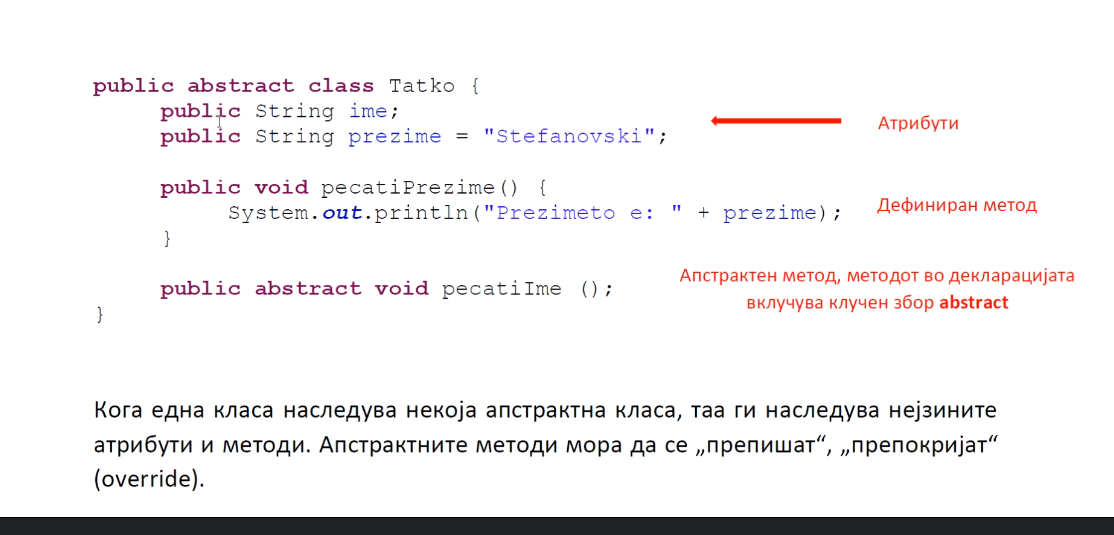 public abstract class Tatko {
public String ime;
public String prezime = "Stefanovski";
Атрибути
public void pecatiPrezime() {
System.out.println("Prezimeto e: " + prezime);
Дефиниран метод
}
public abstract void pecatiIme ();
Апстрактен метод, методот во декларацијата
вклучува клучен збор abstract
}
Кога една класа наследува некоја апстрактна класа, таа ги наследува нејзините
атрибути и методи. Апстрактните методи мора да се „препишат“, „препокријат“
(override).